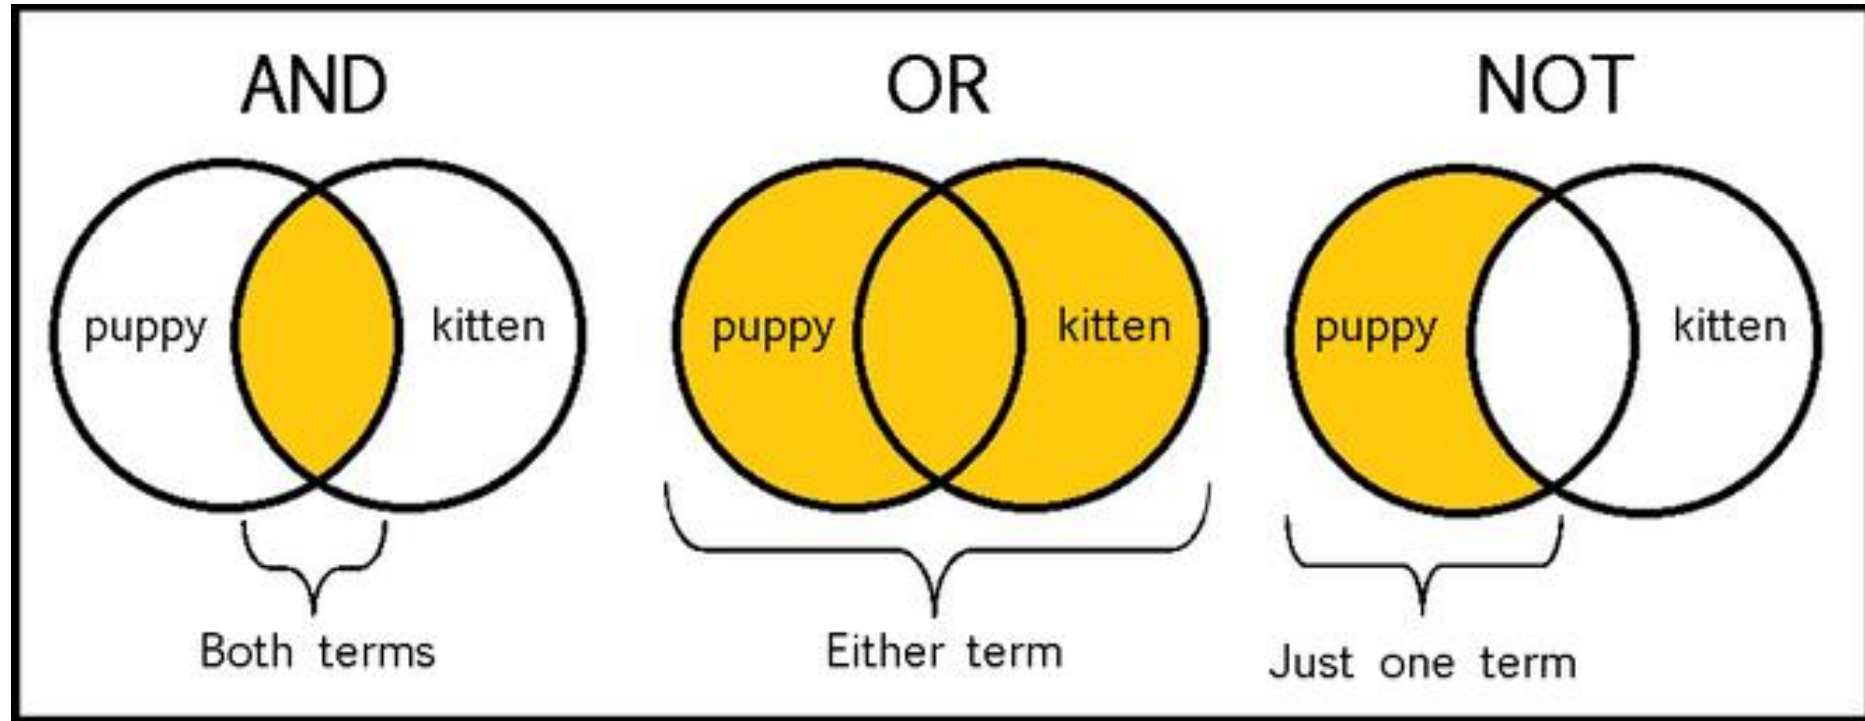 AND
puppy kitten
Both terms
OR
puppy kitten
Either term
NOT
puppy kitten
Just one term